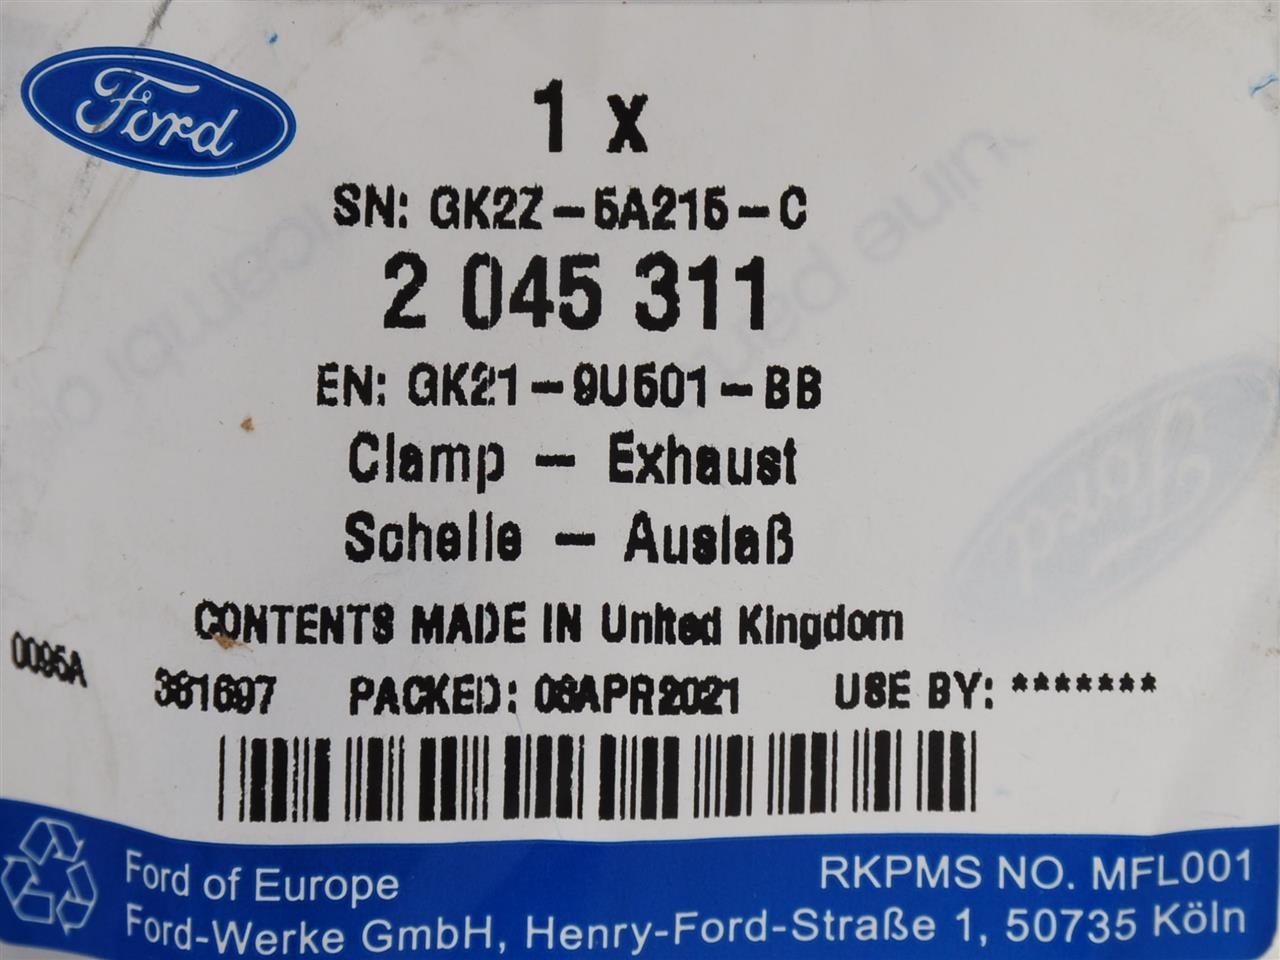 Ford
1 x
SN: GK2Z-5A215-C
2 045 311
EN: GK21-9U501-BB
Clamp - Exhaust
Schelle - Auslaß
CONTENTS MADE IN United Kingdom
0095A
361697 PACKED: 06APR2021 USE BY: *******
Ford of Europe RKPMS NO. MFL001
Ford-Werke GmbH, Henry-Ford-Straße 1, 50735 Köln